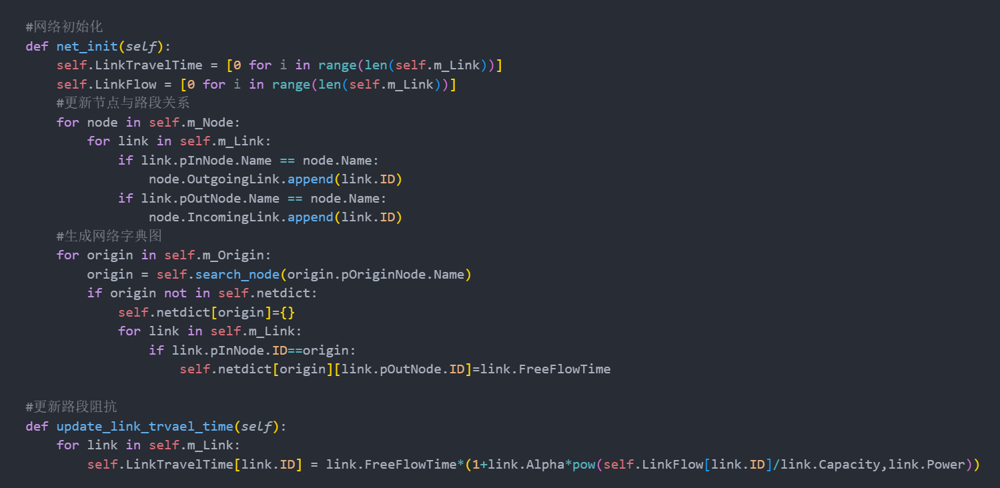 #网络初始化
def net_init(self):
    self.LinkTravelTime = [0 for i in range(len(self.m_Link))]
    self.LinkFlow = [0 for i in range(len(self.m_Link))]
    #更新节点与路段关系
    for node in self.m_Node:
        for link in self.m_Link:
            if link.pInNode.Name == node.Name:
                node.OutgoingLink.append(link.ID)
            if link.pOutNode.Name == node.Name:
                node.IncomingLink.append(link.ID)
    #生成网络字典图
    for origin in self.m_Origin:
        origin = self.search_node(origin.pOriginNode.Name)
        if origin not in self.netdict:
            self.netdict[origin]={}
            for link in self.m_Link:
                if link.pInNode.ID==origin:
                    self.netdict[origin][link.pOutNode.ID]=link.FreeFlowTime
#更新路段阻抗
def update_link_trvael_time(self):
    for link in self.m_Link:
        self.LinkTravelTime[link.ID] = link.FreeFlowTime*(1+link.Alpha*pow(self.LinkFlow[link.ID]/link.Capacity,link.Power))